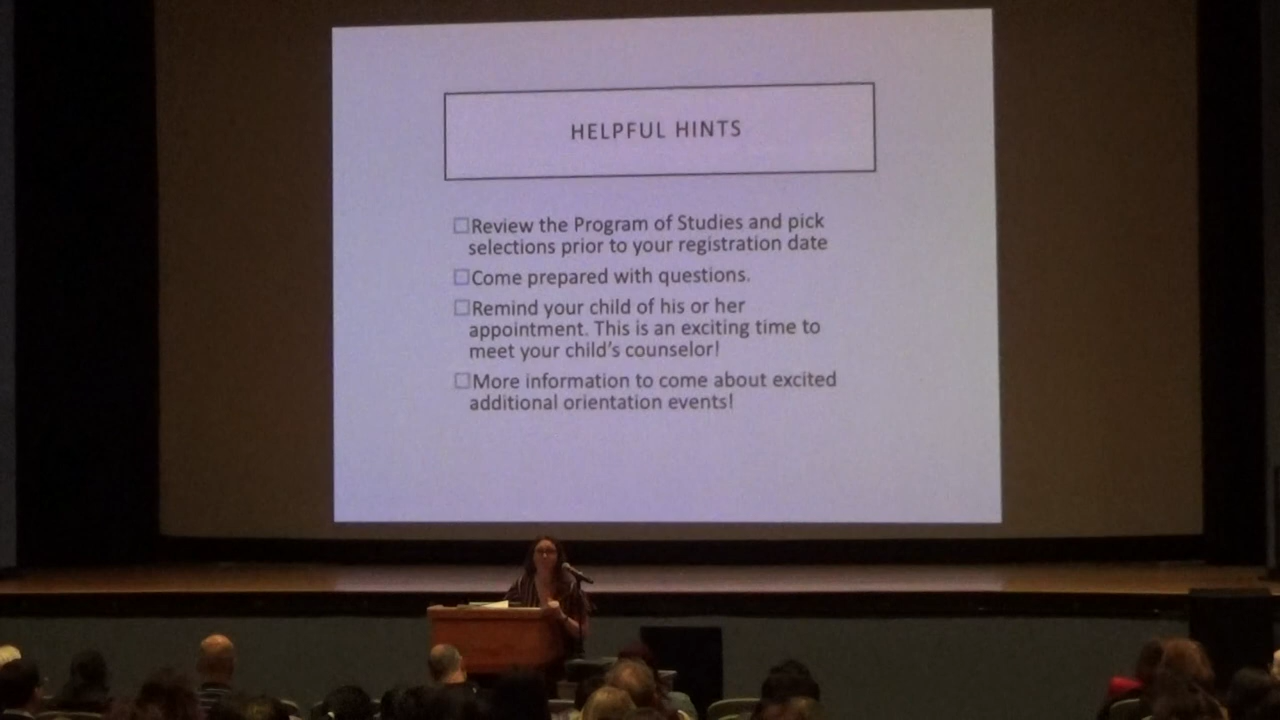 HELPFUL HINTS
Review the Program of Studies and pick
selections prior to your registration date
Come prepared with questions.
Remind your child of his or her
appointment. This is an exciting time to
meet your child's counselor!
More information to come about excited
additional orientation events!